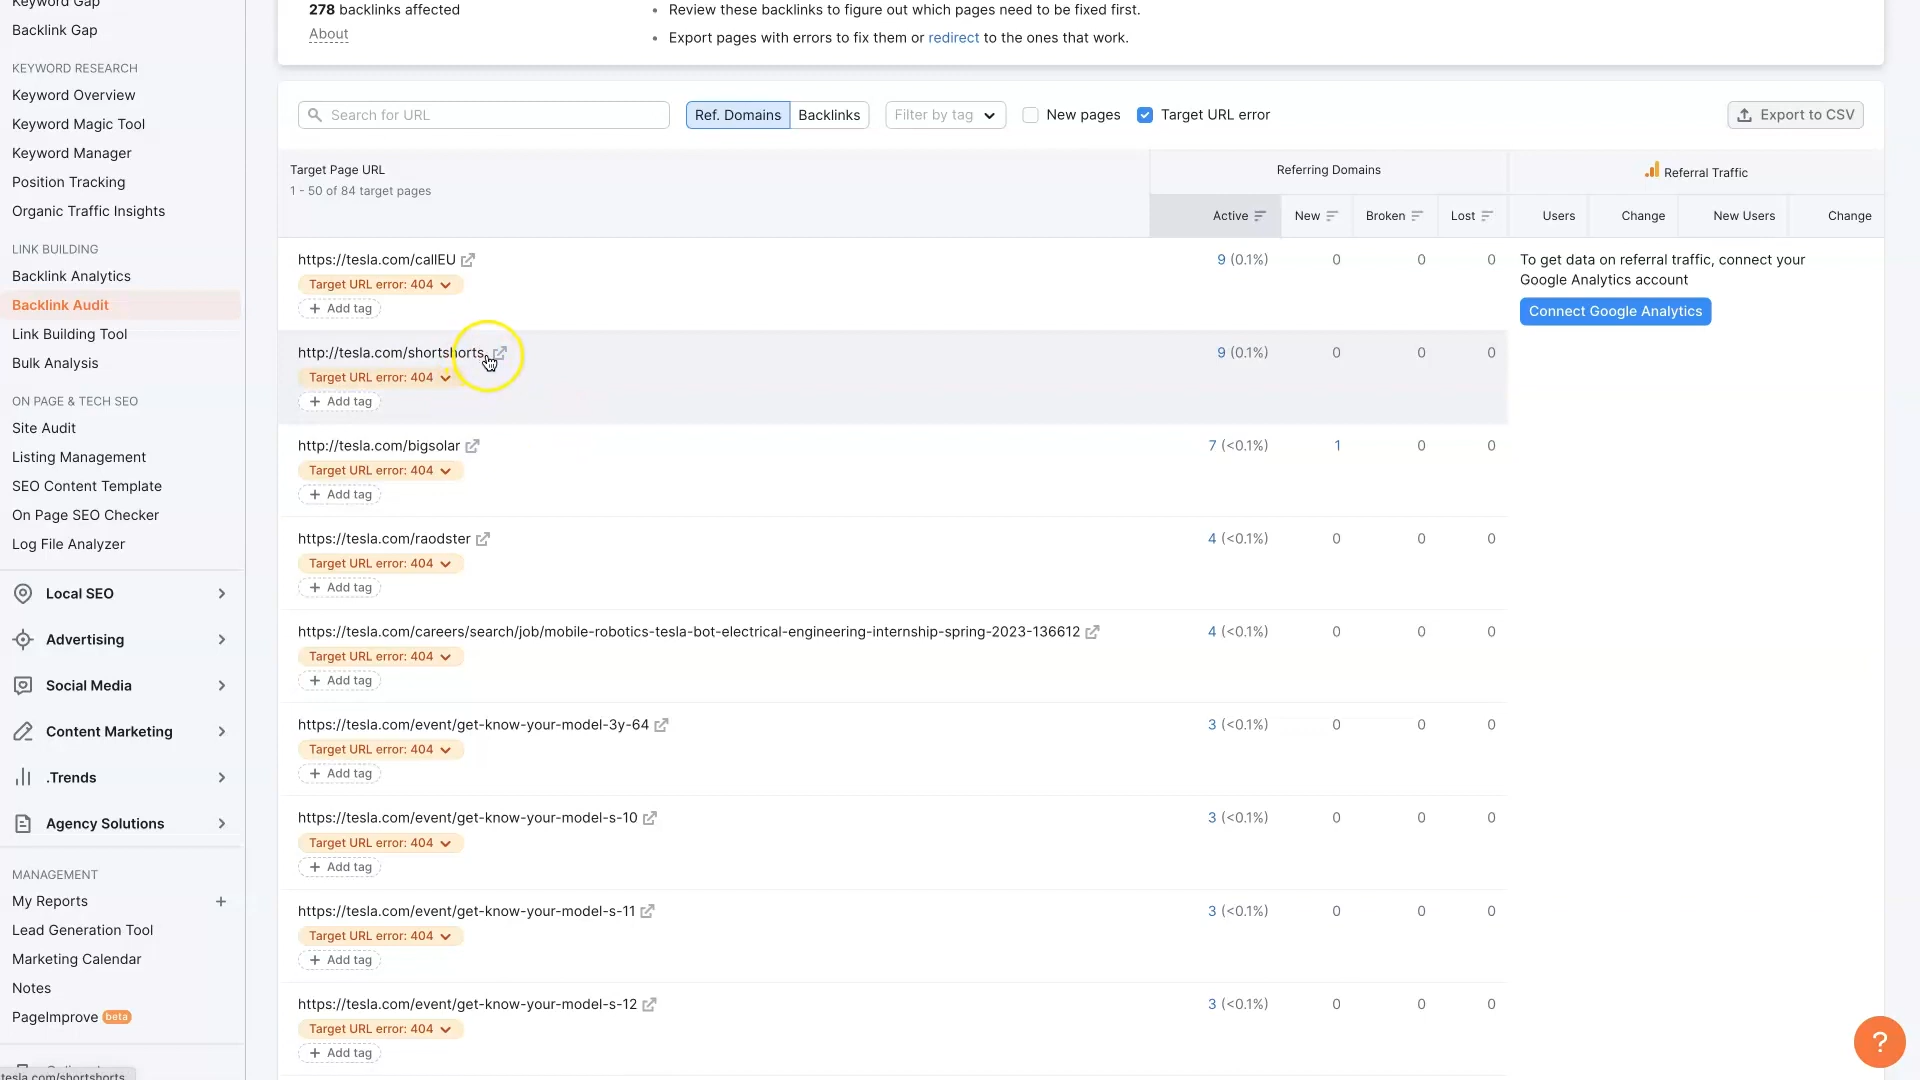 Keyword Gap
Backlink Gap
KEYWORD RESEARCH
Keyword Overview
Keyword Magic Tool
Keyword Manager
Position Tracking
Organic Traffic Insights
LINK BUILDING
Backlink Analytics
Backlink Audit
Link Building Tool
Bulk Analysis
ON PAGE & TECH SEO
Site Audit
Listing Management
SEO Content Template
On Page SEO Checker
Log File Analyzer
Local SEO
Advertising
Social Media
Content Marketing
.Trends
Agency Solutions
MANAGEMENT
My Reports +
Lead Generation Tool
Marketing Calendar
Notes
PageImprove beta
tesla.com/shortshorts
278 backlinks affected
About
• Review these backlinks to figure out which pages need to be fixed first.
• Export pages with errors to fix them or redirect to the ones that work.
Search for URL Ref. Domains Backlinks Filter by tag New pages Target URL error Export to CSV
Target Page URL Referring Domains Referral Traffic
1 - 50 of 84 target pages
Active New Broken Lost Users Change New Users Change
https://tesla.com/callEU 9 (0.1%) 0 0 0
Target URL error: 404
+ Add tag
To get data on referral traffic, connect your
Google Analytics account
Connect Google Analytics
http://tesla.com/shortshorts 9 (0.1%) 0 0 0
Target URL error: 404
+ Add tag
http://tesla.com/bigsolar 7 (<0.1%) 1 0 0
Target URL error: 404
+ Add tag
https://tesla.com/raodster 4 (<0.1%) 0 0 0
Target URL error: 404
+ Add tag
https://tesla.com/careers/search/job/mobile-robotics-tesla-bot-electrical-engineering-internship-spring-2023-136612 4 (<0.1%) 0 0 0
Target URL error: 404
+ Add tag
https://tesla.com/event/get-know-your-model-3y-64 3 (<0.1%) 0 0 0
Target URL error: 404
+ Add tag
https://tesla.com/event/get-know-your-model-s-10 3 (<0.1%) 0 0 0
Target URL error: 404
+ Add tag
https://tesla.com/event/get-know-your-model-s-11 3 (<0.1%) 0 0 0
Target URL error: 404
+ Add tag
https://tesla.com/event/get-know-your-model-s-12 3 (<0.1%) 0 0 0
Target URL error: 404
+ Add tag
?